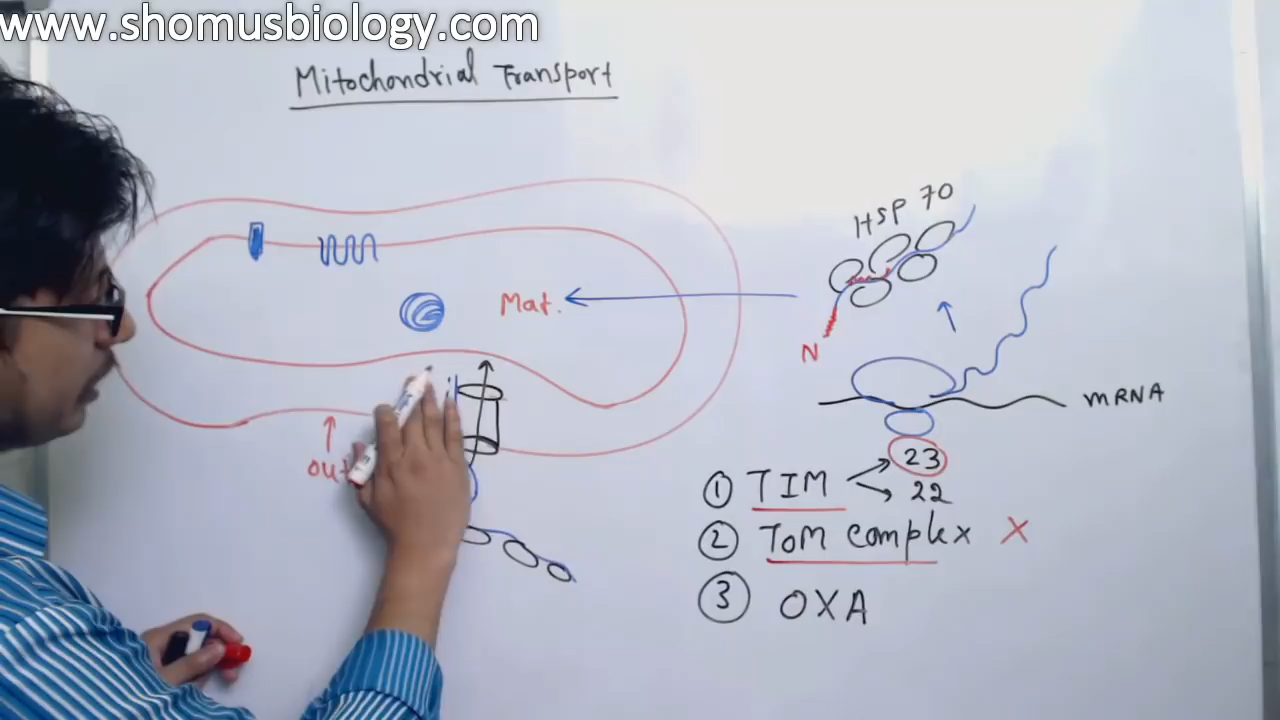 www.shomusbiology.com
Mitochondrial Transport
HSP 70
Mat.
N
mRNA
out
23
① TIM
22
② ToM complex X
③ OXA